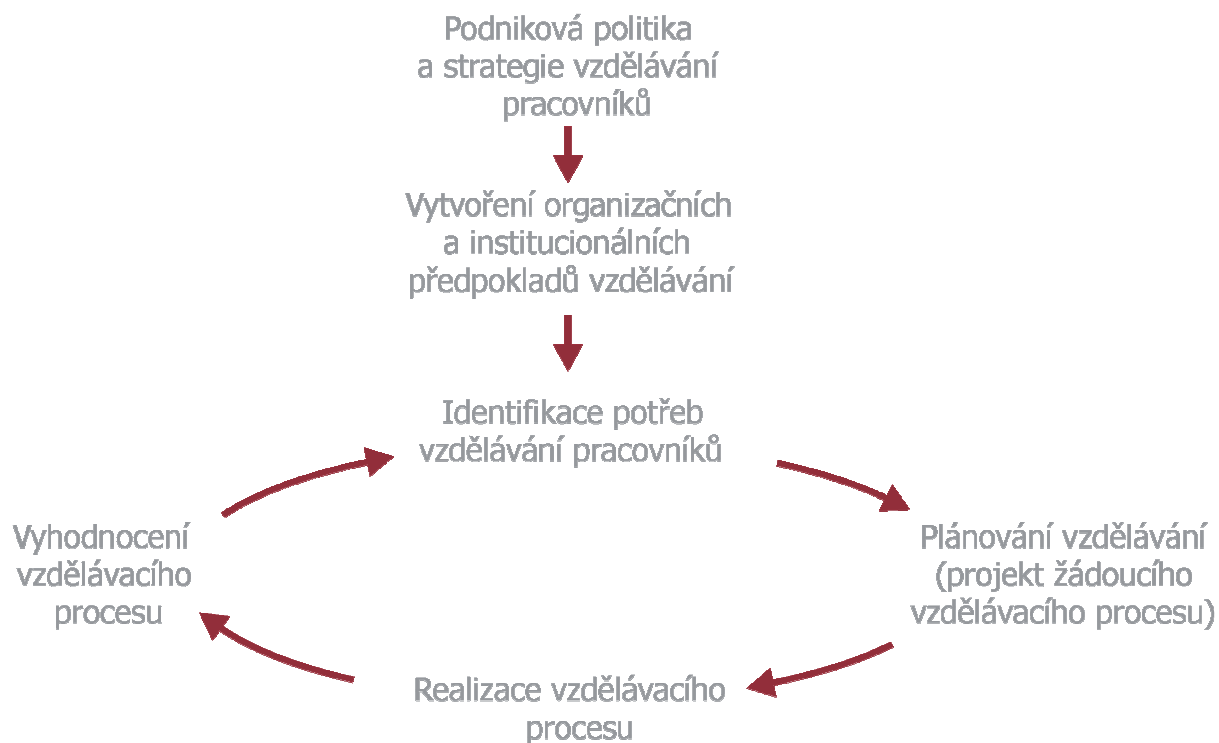 Podniková politika
a strategie vzdělávání
pracovníků
Vytvoření organizačních
a institucionálních
předpokladů vzdělávání
Identifikace potřeb
vzdělávání pracovníků
Plánování vzdělávání
(projekt žádoucího
vzdělávacího procesu)
Realizace vzdělávacího
procesu
Vyhodnocení
vzdělávacího
procesu